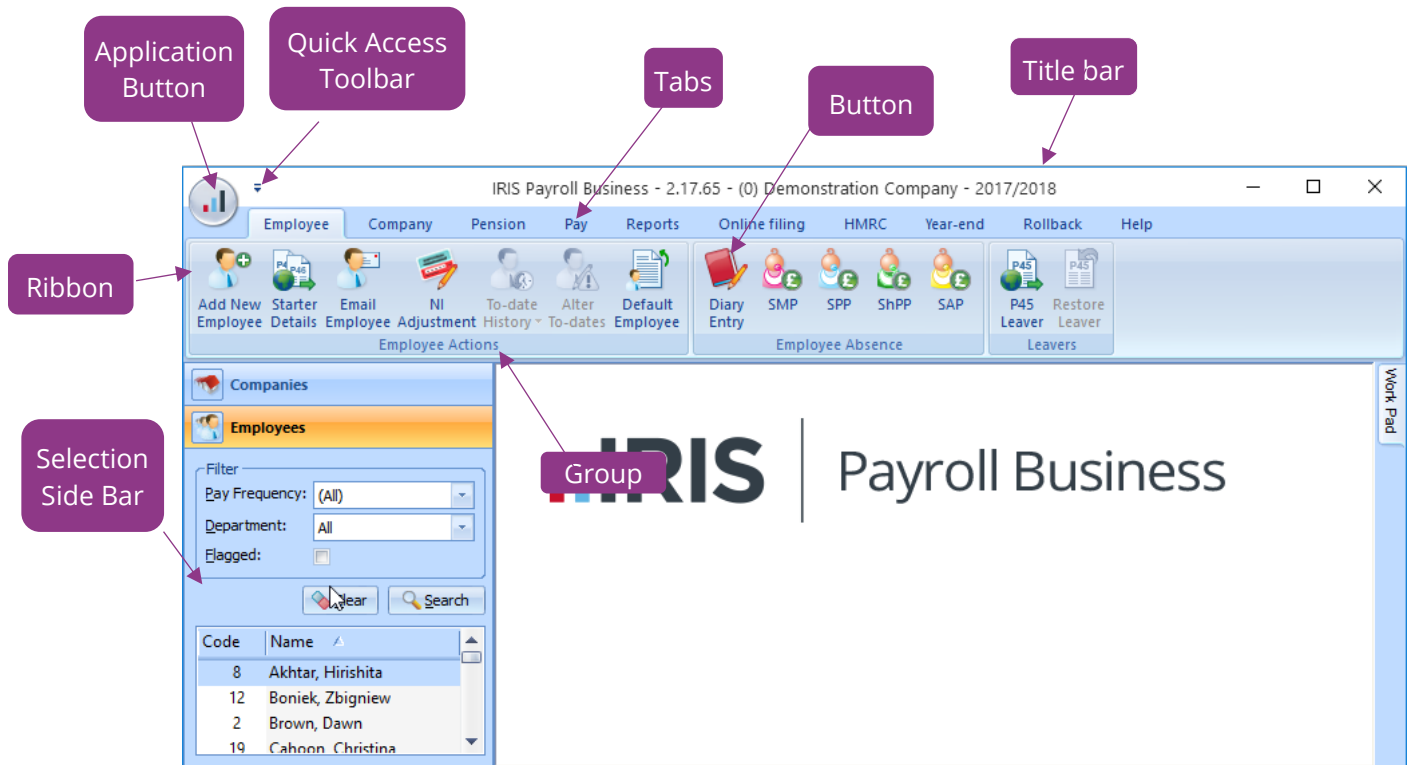 Application
Button
Quick Access
Toolbar
Tabs
Button
Title bar
IRIS Payroll Business - 2.17.65 - (0) Demonstration Company - 2017/2018
Employee Company Pension Pay Reports Online filing HMRC Year-end Rollback Help
Ribbon
P45
P46
P45
P45
Add New Starter Email NI To-date Alter Default Diary SMP SPP ShPP SAP P45 Restore
Employee Details Employee Adjustment History To-dates Employee Entry Leaver Leaver
Employee Actions Employee Absence Leavers
Companies
Work Pad
Employees
Selection
Side Bar
Group
IRIS Payroll Business
Filter
Pay Frequency: (All)
Department: All
Flagged:
Clear Search
Code Name
8 Akhtar, Hirishita
12 Boniek, Zbigniew
2 Brown, Dawn
19 Cahoon, Christina